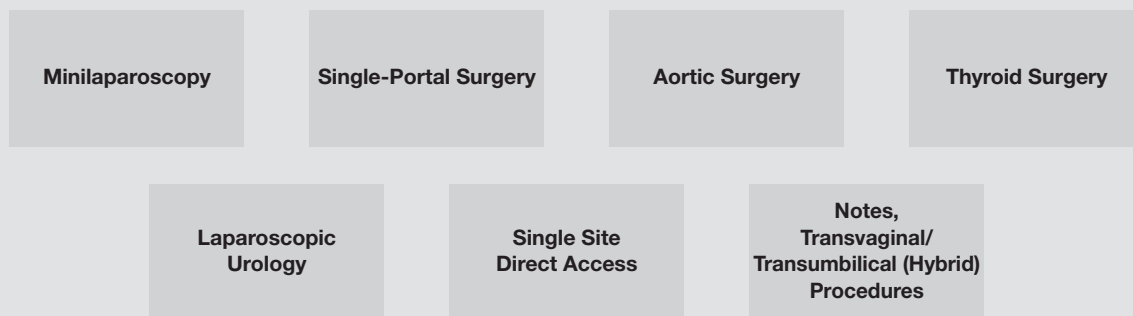 Minilaparoscopy
Single-Portal Surgery
Aortic Surgery
Thyroid Surgery
Laparoscopic
Urology
Single Site
Direct Access
Notes,
Transvaginal/
Transumbilical (Hybrid)
Procedures